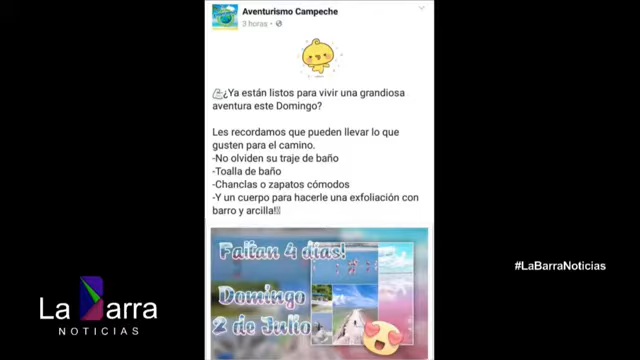 Aventurismo Campeche
3 horas ·
¿Ya están listos para vivir una grandiosa
aventura este Domingo?
Les recordamos que pueden llevar lo que
gusten para el camino.
-No olviden su traje de baño
-Toalla de baño
-Chanclas o zapatos cómodos
-Y un cuerpo para hacerle una exfoliación con
barro y arcilla!
Faltan 4 días!
Domingo
2 de Julio
#LaBarraNoticias
La Barra
NOTICIAS